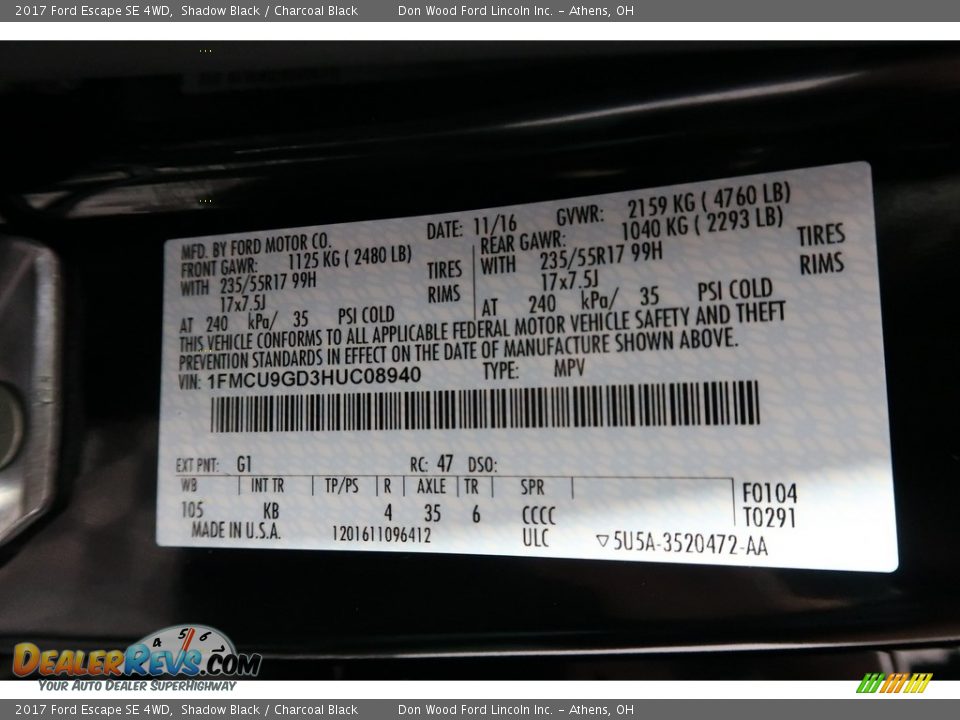 2017 Ford Escape SE 4WD, Shadow Black / Charcoal Black Don Wood Ford Lincoln Inc. - Athens, OH
MFD. BY FORD MOTOR CO. DATE: 11/16 GVWR: 2159 KG ( 4760 LB)
FRONT GAWR: 1125 KG ( 2480 LB) REAR GAWR: 1040 KG ( 2293 LB)
WITH 235/55R17 99H TIRES WITH 235/55R17 99H TIRES
17x7.5J RIMS 17x7.5J RIMS
AT 240 kPa/ 35 PSI COLD AT 240 kPa/ 35 PSI COLD
THIS VEHICLE CONFORMS TO ALL APPLICABLE FEDERAL MOTOR VEHICLE SAFETY AND THEFT
PREVENTION STANDARDS IN EFFECT ON THE DATE OF MANUFACTURE SHOWN ABOVE.
VIN: 1FMCU9GD3HUC08940 TYPE: MPV
EXT PNT: G1 RC: 47 DSO:
WB INT TR TP/PS R AXLE TR SPR F0104
105 KB 4 35 6 CCCC T0291
MADE IN U.S.A. 1201611096412 ULC ▽5U5A-3520472-AA
4 5 6
DealerRevs.com
Your Auto Dealer SuperHighway
2017 Ford Escape SE 4WD, Shadow Black / Charcoal Black Don Wood Ford Lincoln Inc. - Athens, OH